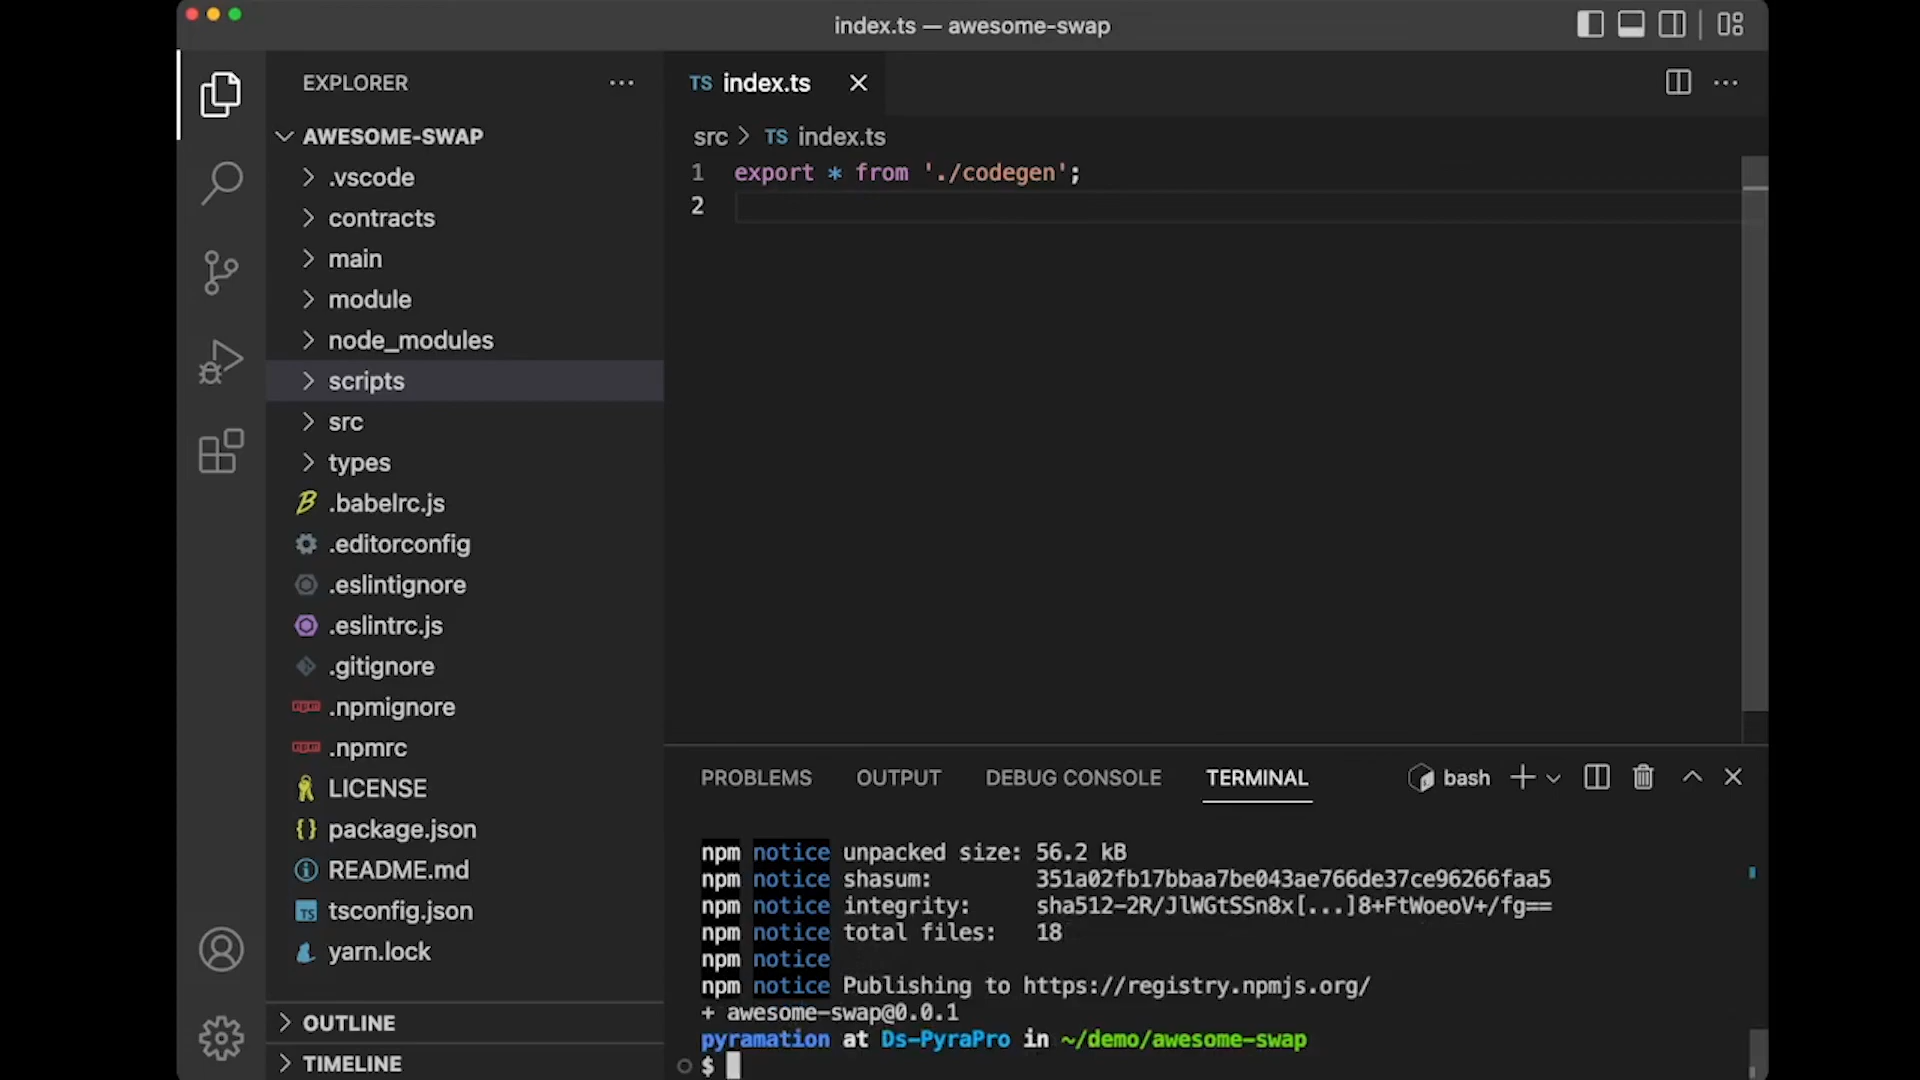 index.ts — awesome-swap
EXPLORER
AWESOME-SWAP
.vscode
contracts
main
module
node_modules
scripts
src
types
.babelrc.js
.editorconfig
.eslintignore
.eslintrc.js
.gitignore
npm .npmignore
npm .npmrc
LICENSE
{} package.json
README.md
TS tsconfig.json
yarn.lock
OUTLINE
TIMELINE
TS index.ts
src > TS index.ts
1 export * from './codegen';
2
PROBLEMS OUTPUT DEBUG CONSOLE TERMINAL bash
npm notice unpacked size: 56.2 kB
npm notice shasum: 351a02fb17bbaa7be043ae766de37ce96266faa5
npm notice integrity: sha512-2R/JlWGtSSn8x[...]8+FtWoeoV+/fg==
npm notice total files: 18
npm notice
npm notice Publishing to https://registry.npmjs.org/
+ awesome-swap@0.0.1
pyramation at Ds-PyraPro in ~/demo/awesome-swap
$